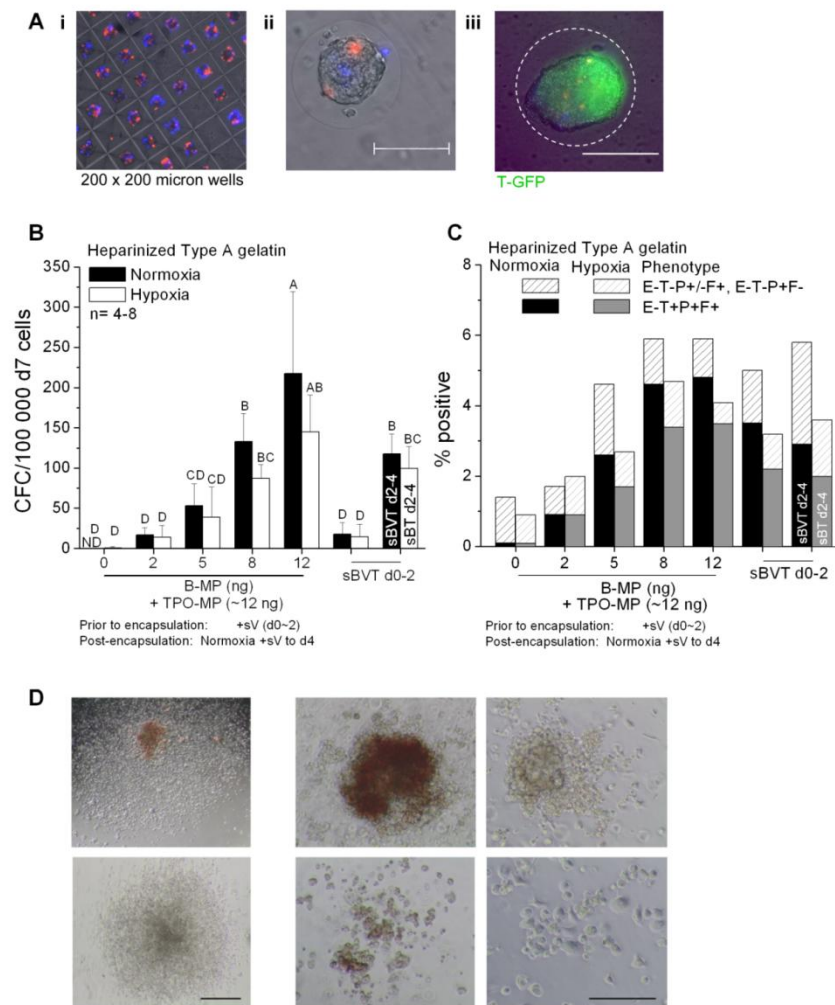 A
i
ii
iii
200 x 200 micron wells
T-GFP
B
Heparinized Type A gelatin
Normoxia
Hypoxia
n= 4-8
CFC/100 000 d7 cells
350
300
250
200
150
100
50
0
D
ND
D
D
D
CD
CD
B
BC
A
AB
D
D
B
BC
sBVT d2-4
sBT d2-4
0 2 5 8 12
sBVT d0-2
B-MP (ng)
+ TPO-MP (~12 ng)
Prior to encapsulation: +sV (d0~2)
Post-encapsulation: Normoxia +sV to d4
C
Heparinized Type A gelatin
Normoxia Hypoxia Phenotype
E-T-P+/-F+, E-T-P+F-
E-T+P+F+
% positive
8
6
4
2
0
sBVT d2-4
sBT d2-4
0 2 5 8 12
sBVT d0-2
B-MP (ng)
+ TPO-MP (~12 ng)
Prior to encapsulation: +sV (d0~2)
Post-encapsulation: Normoxia +sV to d4
D